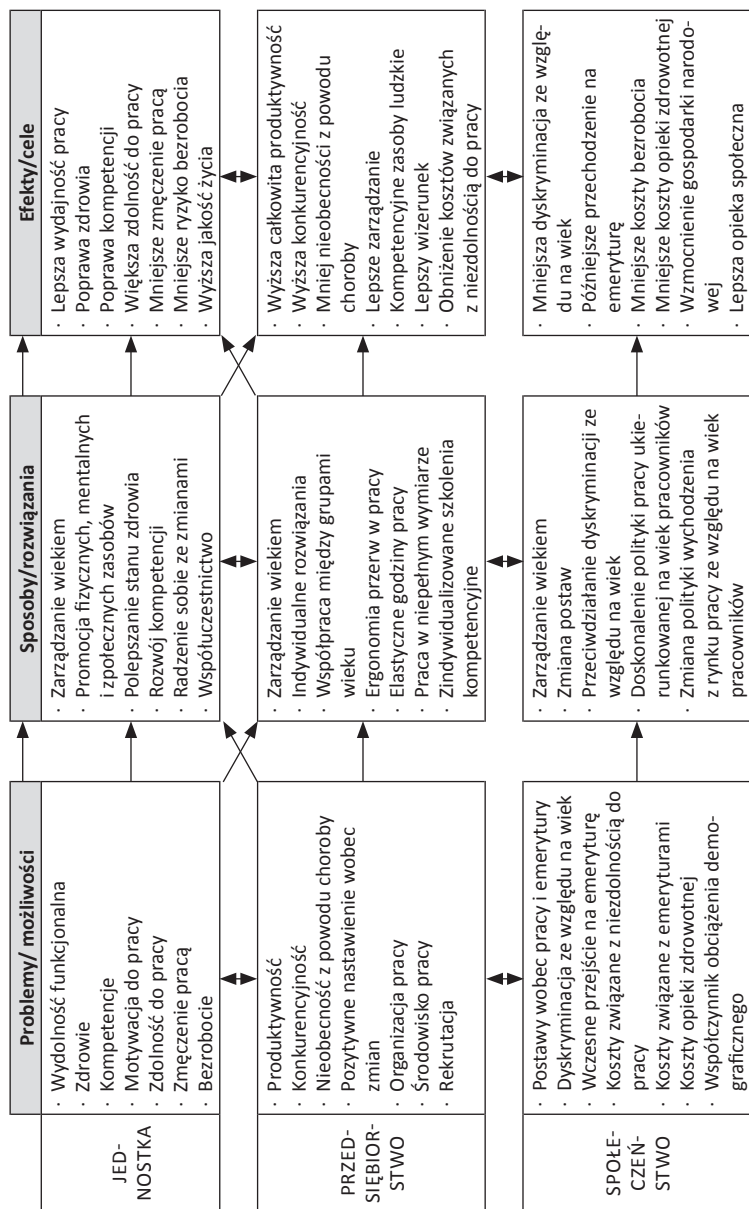 Problemy/ możliwości
Sposoby/rozwiązania
Efekty/cele
JED-
NOSTKA
· Wydolność funkcjonalna
· Zdrowie
· Kompetencje
· Motywacja do pracy
· Zdolność do pracy
· Zmęczenie pracą
· Bezrobocie
· Zarządzanie wiekiem
· Promocja fizycznych, mentalnych
i zpołecznych zasobów
· Polepszanie stanu zdrowia
· Rozwój kompetencji
· Radzenie sobie ze zmianami
· Współuczestnictwo
· Lepsza wydajność pracy
· Poprawa zdrowia
· Poprawa kompetencji
· Większa zdolność do pracy
· Mniejsze zmęczenie pracą
· Mniejsze ryzyko bezrobocia
· Wyższa jakość życia
PRZED-
SIĘBIOR-
STWO
· Produktywność
· Konkurencyjność
· Nieobecność z powodu choroby
· Pozytywne nastawienie wobec
zmian
· Organizacja pracy
· Środowisko pracy
· Rekrutacja
· Zarządzanie wiekiem
· Indywidualne rozwiązania
· Współpraca między grupami
wieku
· Ergonomia przerw w pracy
· Elastyczne godziny pracy
· Praca w niepełnym wymiarze
· Zindywidualizowane szkolenia
kompetencyjne
· Wyższa całkowita produktywność
· Wyższa konkurencyjność
· Mniej nieobecności z powodu
choroby
· Lepsze zarządzanie
· Kompetencyjne zasoby ludzkie
· Lepszy wizerunek
· Obniżenie kosztów związanych
z niezdolnością do pracy
SPOŁE-
CZEŃ-
STWO
· Postawy wobec pracy i emerytury
· Dyskryminacja ze względu na wiek
· Wczesne przejście na emeryturę
· Koszty związane z niezdolnością do
pracy
· Koszty związane z emeryturami
· Koszty opieki zdrowotnej
· Współczynnik obciążenia demo-
graficznego
· Zarządzanie wiekiem
· Zmiana postaw
· Przeciwdziałanie dyskryminacji ze
względu na wiek
· Doskonalenie polityki pracy ukie-
runkowanej na wiek pracowników
· Zmiana polityki wychodzenia
z rynku pracy ze względu na wiek
pracowników
· Mniejsza dyskryminacja ze wzglę-
du na wiek
· Późniejsze przechodzenie na
emeryturę
· Mniejsze koszty bezrobocia
· Mniejsze koszty opieki zdrowotnej
· Wzmocnienie gospodarki narodo-
wej
· Lepsza opieka społeczna